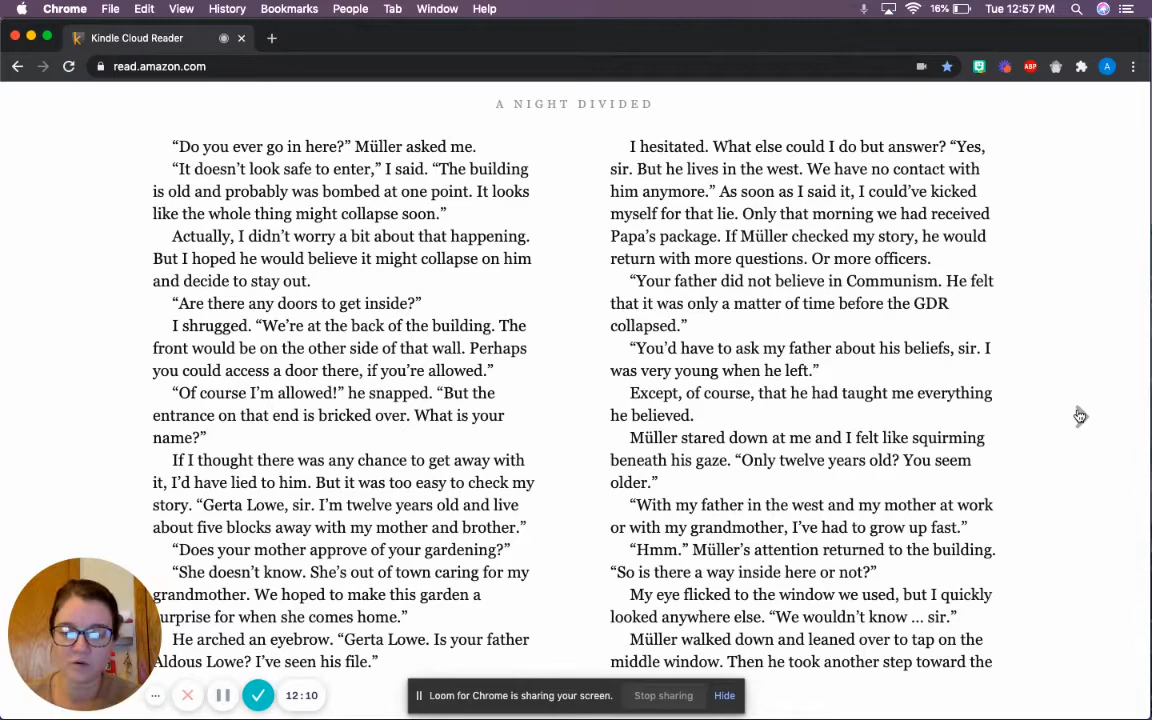 Chrome File Edit View History Bookmarks People Tab Window Help 16% Tue 12:57 PM
Kindle Cloud Reader
read.amazon.com
ABP A
A NIGHT DIVIDED
“Do you ever go in here?” Müller asked me.
“It doesn’t look safe to enter,” I said. “The building
is old and probably was bombed at one point. It looks
like the whole thing might collapse soon.”
Actually, I didn’t worry a bit about that happening.
But I hoped he would believe it might collapse on him
and decide to stay out.
“Are there any doors to get inside?”
I shrugged. “We’re at the back of the building. The
front would be on the other side of that wall. Perhaps
you could access a door there, if you’re allowed.”
“Of course I’m allowed!” he snapped. “But the
entrance on that end is bricked over. What is your
name?”
If I thought there was any chance to get away with
it, I’d have lied to him. But it was too easy to check my
story. “Gerta Lowe, sir. I’m twelve years old and live
about five blocks away with my mother and brother.”
“Does your mother approve of your gardening?”
“She doesn’t know. She’s out of town caring for my
grandmother. We hoped to make this garden a
surprise for when she comes home.”
He arched an eyebrow. “Gerta Lowe. Is your father
Aldous Lowe? I’ve seen his file.”
I hesitated. What else could I do but answer? “Yes,
sir. But he lives in the west. We have no contact with
him anymore.” As soon as I said it, I could’ve kicked
myself for that lie. Only that morning we had received
Papa’s package. If Müller checked my story, he would
return with more questions. Or more officers.
“Your father did not believe in Communism. He felt
that it was only a matter of time before the GDR
collapsed.”
“You’d have to ask my father about his beliefs, sir. I
was very young when he left.”
Except, of course, that he had taught me everything
he believed.
Müller stared down at me and I felt like squirming
beneath his gaze. “Only twelve years old? You seem
older.”
“With my father in the west and my mother at work
or with my grandmother, I’ve had to grow up fast.”
“Hmm.” Müller’s attention returned to the building.
“So is there a way inside here or not?”
My eye flicked to the window we used, but I quickly
looked anywhere else. “We wouldn’t know ... sir.”
Müller walked down and leaned over to tap on the
middle window. Then he took another step toward the
12:10
Loom for Chrome is sharing your screen. Stop sharing Hide